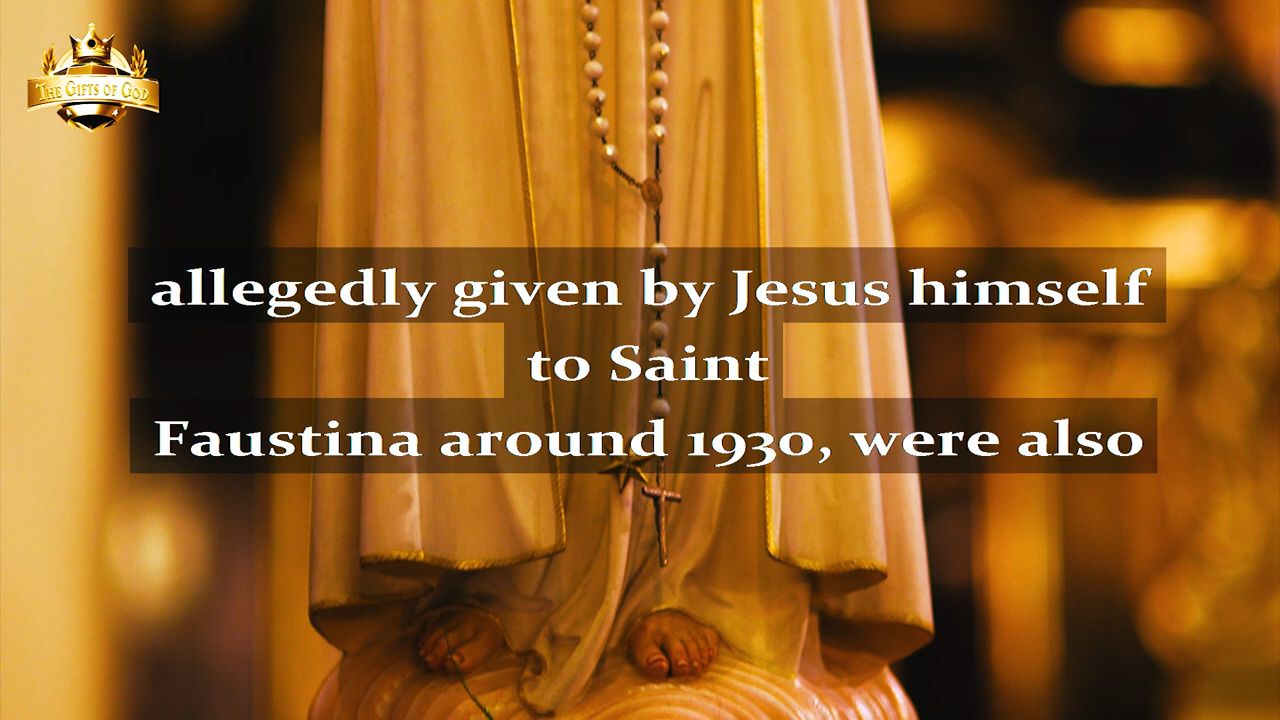 THE GIFTS OF GOD
allegedly given by Jesus himself
to Saint
Faustina around 1930, were also